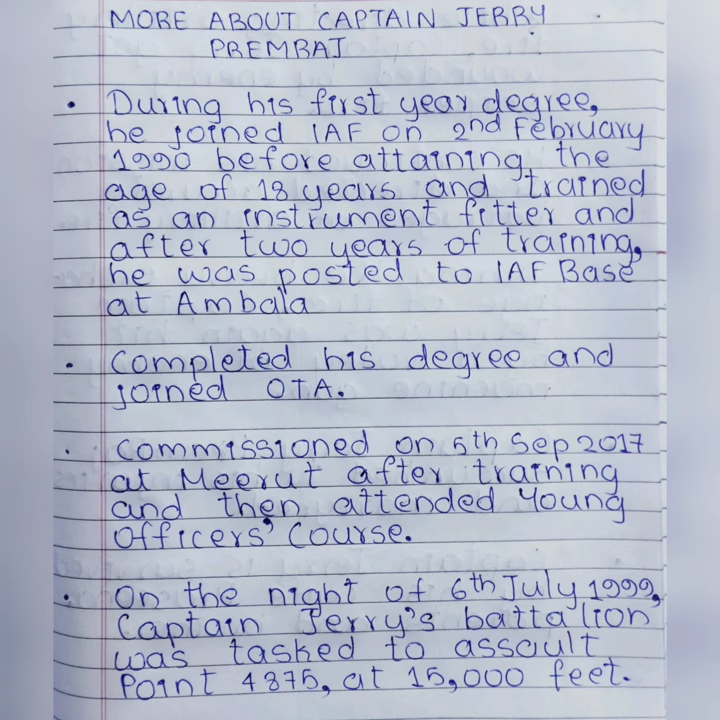 MORE ABOUT CAPTAIN JERRY
PREMRAJ
• During his first year degree,
he joined IAF on 2nd February
1990 before attaining the
age of 18 years and trained
as an instrument fitter and
after two years of training,
he was posted to IAF Base
at Ambala
• Completed his degree and
joined OTA.
• Commissioned on 5th Sep 2017
at Meerut after training
and then attended Young
Officers' Course.
• On the night of 6th July 1999,
Captain Jerry's battalion
was tasked to assault
Point 4875, at 15,000 feet.